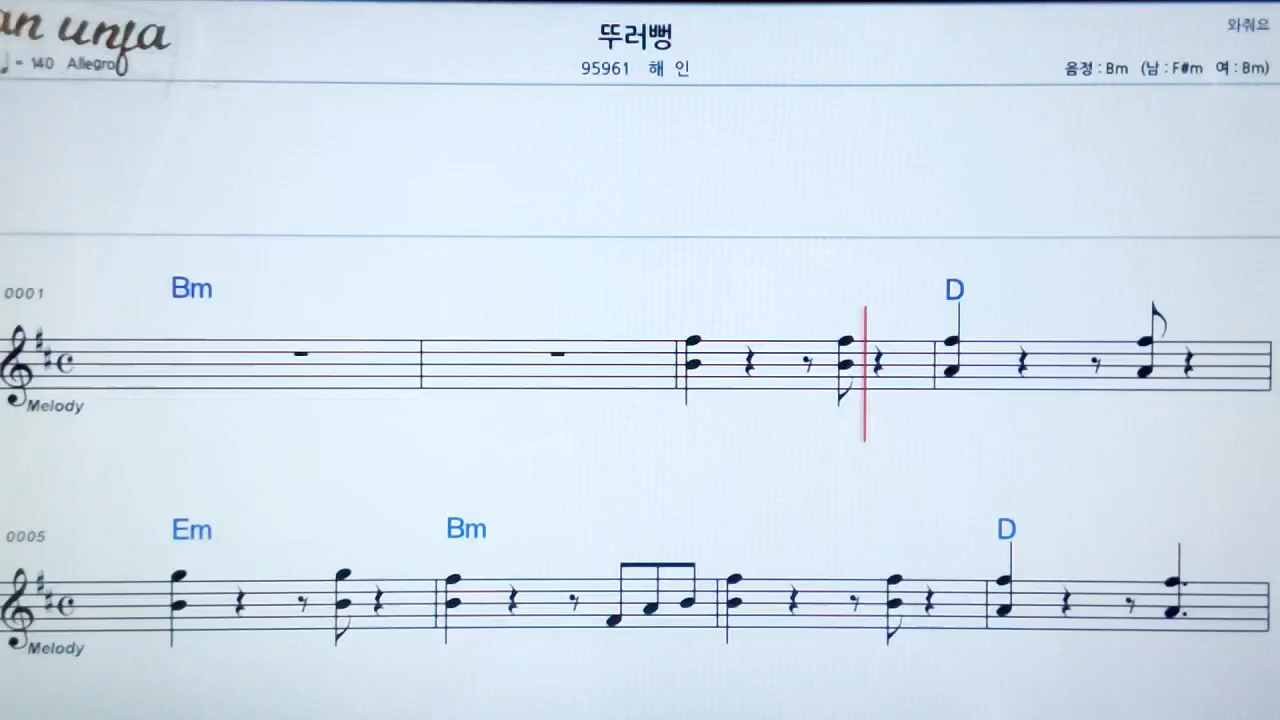 unfa
뚜러뻥
와줘요
♩ = 140 Allegro
95961 해 인
음정 : Bm (남 : F#m 여 : Bm)
0001
Bm
D
Melody
0005
Em
Bm
D
Melody